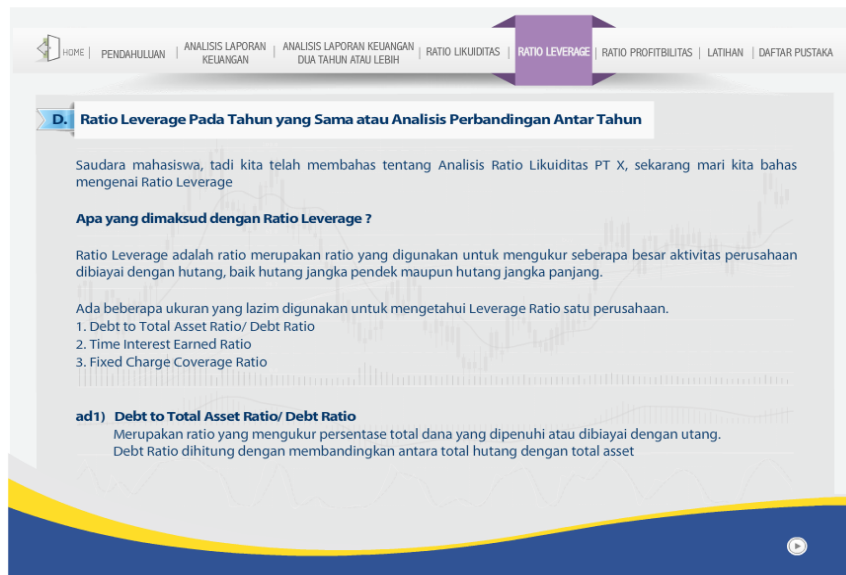 HOME | PENDAHULUAN | ANALISIS LAPORAN KEUANGAN | ANALISIS LAPORAN KEUANGAN DUA TAHUN ATAU LEBIH | RATIO LIKUIDITAS | RATIO LEVERAGE | RATIO PROFITBILITAS | LATIHAN | DAFTAR PUSTAKA
D. Ratio Leverage Pada Tahun yang Sama atau Analisis Perbandingan Antar Tahun
Saudara mahasiswa, tadi kita telah membahas tentang Analisis Ratio Likuiditas PT X, sekarang mari kita bahas
mengenai Ratio Leverage
Apa yang dimaksud dengan Ratio Leverage ?
Ratio Leverage adalah ratio merupakan ratio yang digunakan untuk mengukur seberapa besar aktivitas perusahaan
dibiayai dengan hutang, baik hutang jangka pendek maupun hutang jangka panjang.
Ada beberapa ukuran yang lazim digunakan untuk mengetahui Leverage Ratio satu perusahaan.
1. Debt to Total Asset Ratio/ Debt Ratio
2. Time Interest Earned Ratio
3. Fixed Charge Coverage Ratio
ad1) Debt to Total Asset Ratio/ Debt Ratio
Merupakan ratio yang mengukur persentase total dana yang dipenuhi atau dibiayai dengan utang.
Debt Ratio dihitung dengan membandingkan antara total hutang dengan total asset